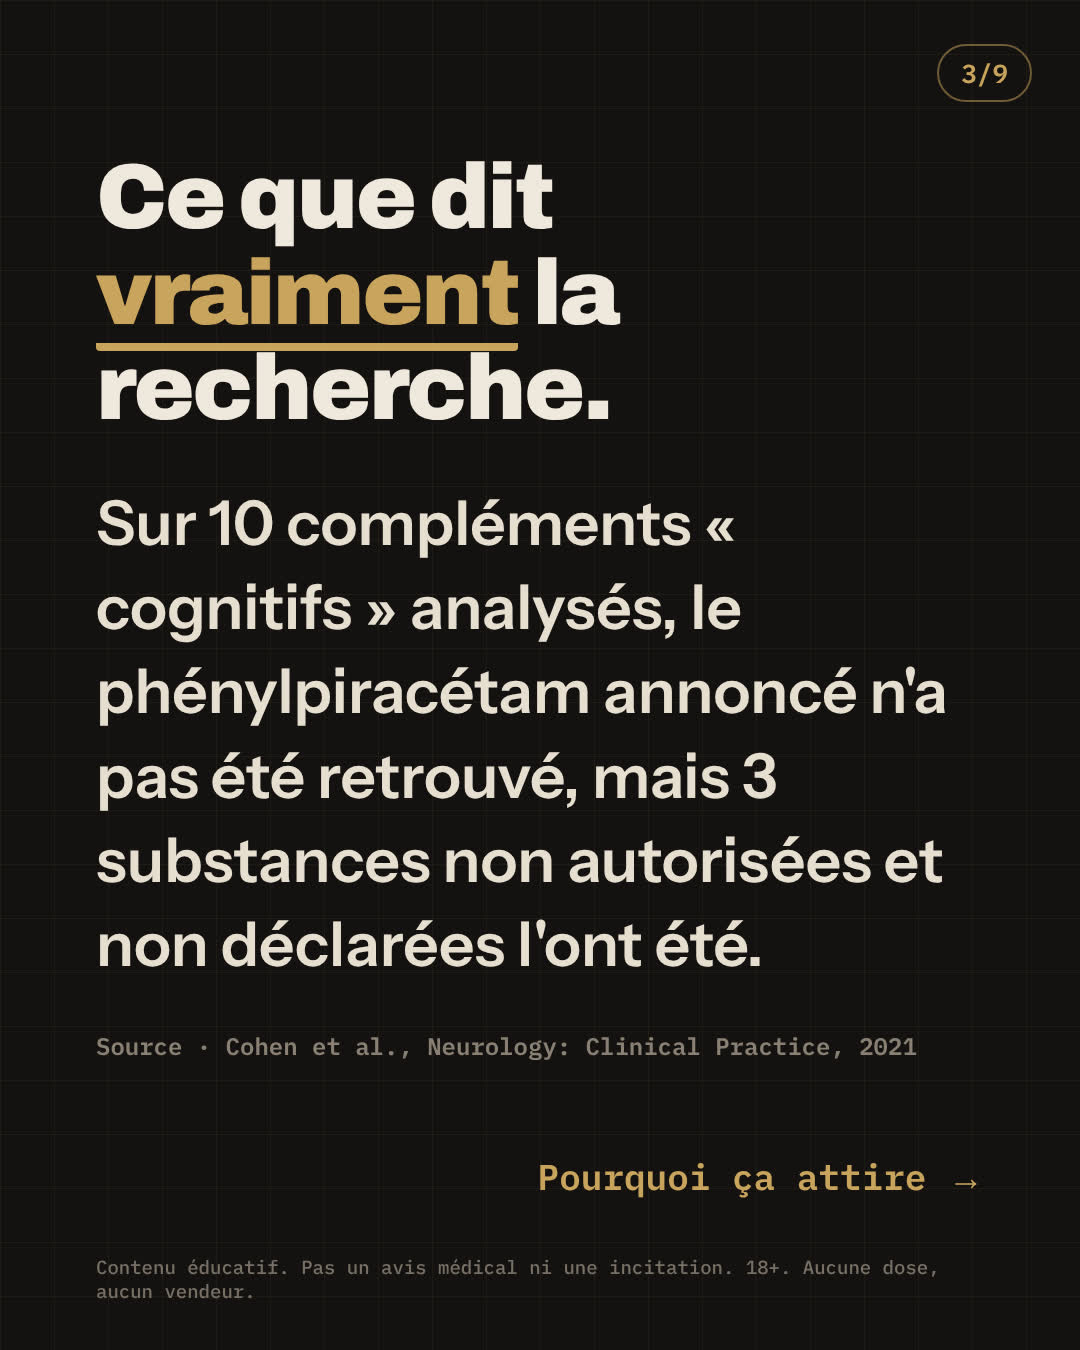 3/9
Ce que dit
vraiment la
recherche.
Sur 10 compléments «
cognitifs » analysés, le
phénylpiracétam annoncé n'a
pas été retrouvé, mais 3
substances non autorisées et
non déclarées l'ont été.
Source · Cohen et al., Neurology: Clinical Practice, 2021
Pourquoi ça attire →
Contenu éducatif. Pas un avis médical ni une incitation. 18+. Aucune dose,
aucun vendeur.